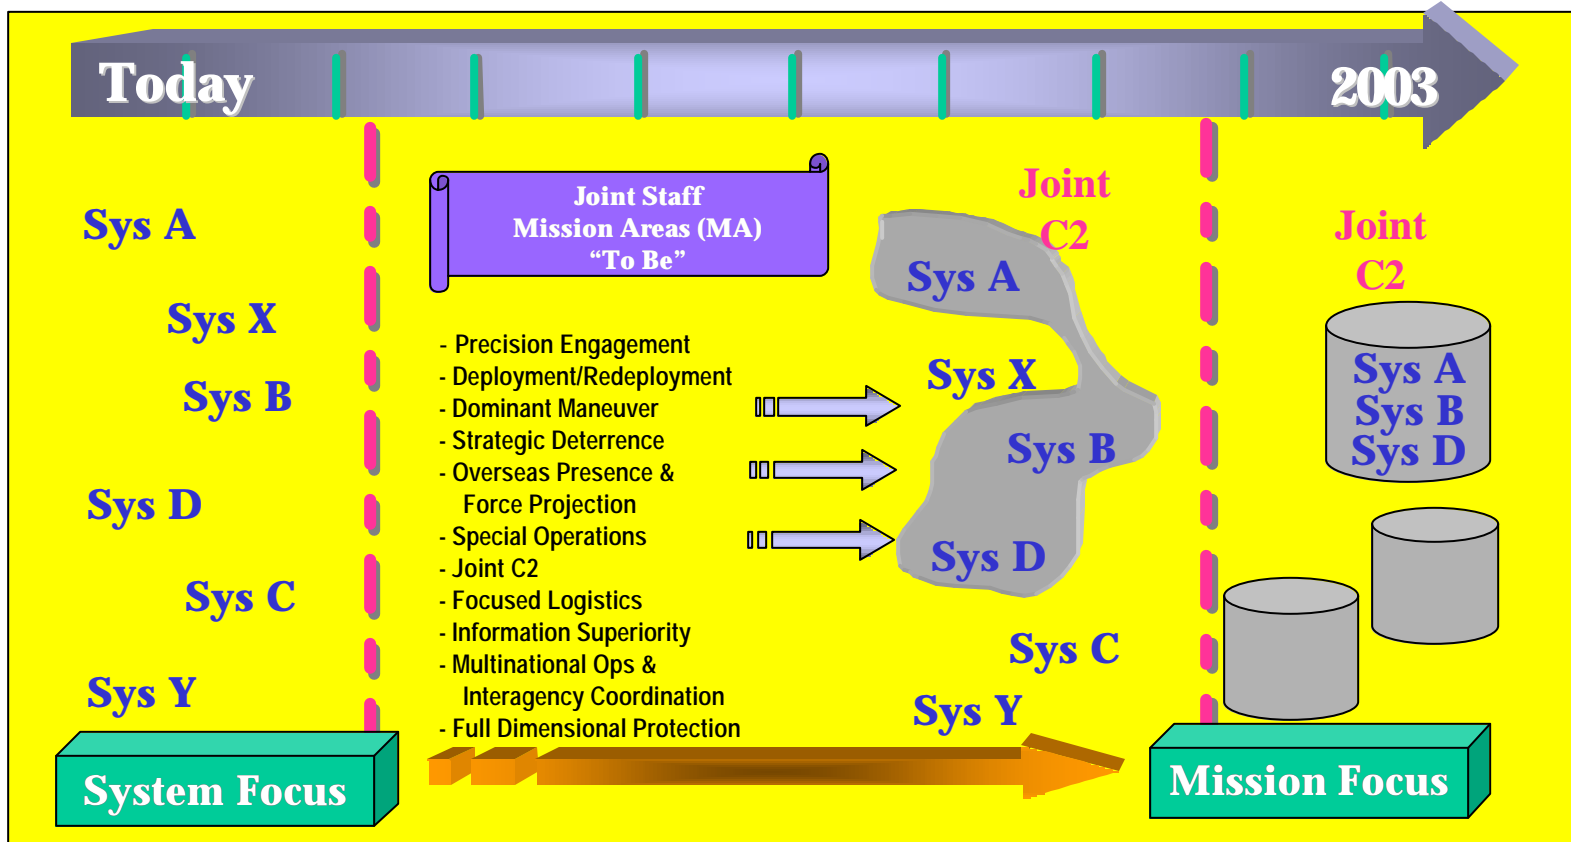 Today
2003
Sys A
Sys X
Sys B
Sys D
Sys C
Sys Y
System Focus
Joint Staff
Mission Areas (MA)
“To Be”
- Precision Engagement
- Deployment/Redeployment
- Dominant Maneuver
- Strategic Deterrence
- Overseas Presence &
Force Projection
- Special Operations
- Joint C2
- Focused Logistics
- Information Superiority
- Multinational Ops &
Interagency Coordination
- Full Dimensional Protection
Joint
C2
Sys A
Sys X
Sys B
Sys D
Sys C
Sys Y
Joint
C2
Sys A
Sys B
Sys D
Mission Focus